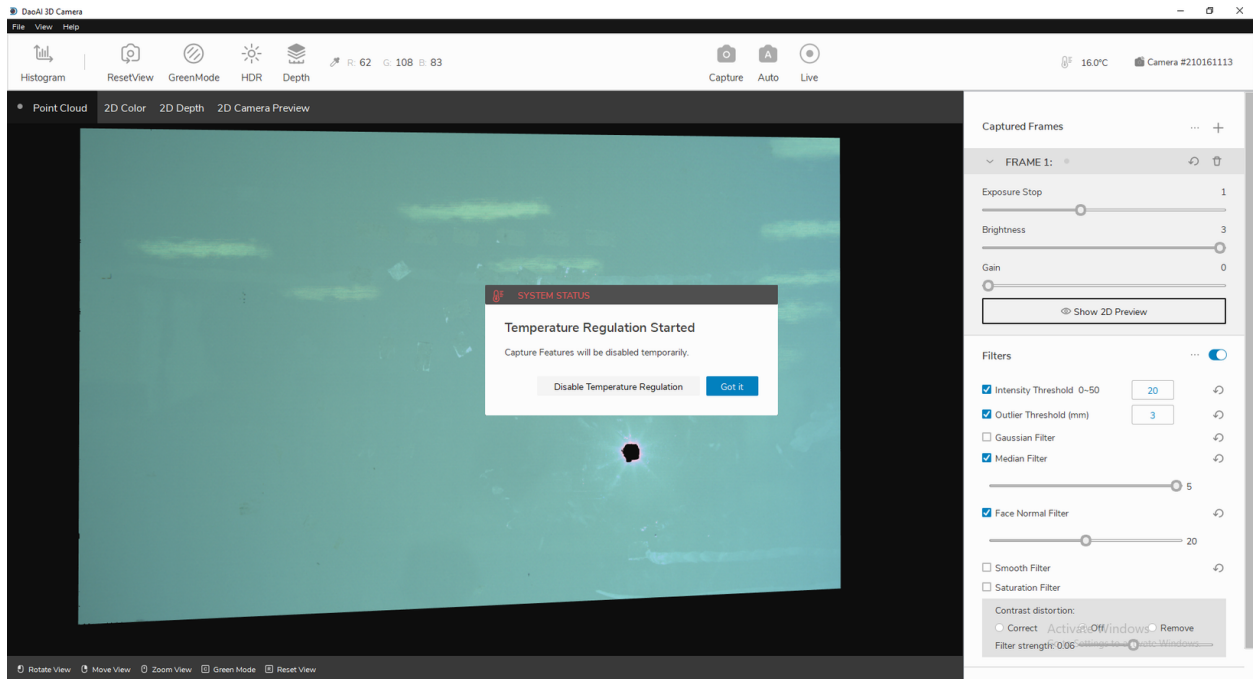 DaoAI 3D Camera
File View Help
Histogram ResetView GreenMode HDR Depth R: 62 G: 108 B: 83 Capture Auto Live 16.0°C Camera #210161113
Point Cloud 2D Color 2D Depth 2D Camera Preview
Captured Frames
FRAME 1:
Exposure Stop 1
Brightness 3
Gain 0
Show 2D Preview
SYSTEM STATUS
Temperature Regulation Started
Capture Features will be disabled temporarily.
Disable Temperature Regulation Got it
Filters
Intensity Threshold 0~50 20
Outlier Threshold (mm) 3
Gaussian Filter
Median Filter
5
Face Normal Filter
20
Smooth Filter
Saturation Filter
Contrast distortion:
Correct Off Remove
Activate Windows
Filter strength: 0.06
Rotate View Move View Zoom View G Green Mode R Reset View